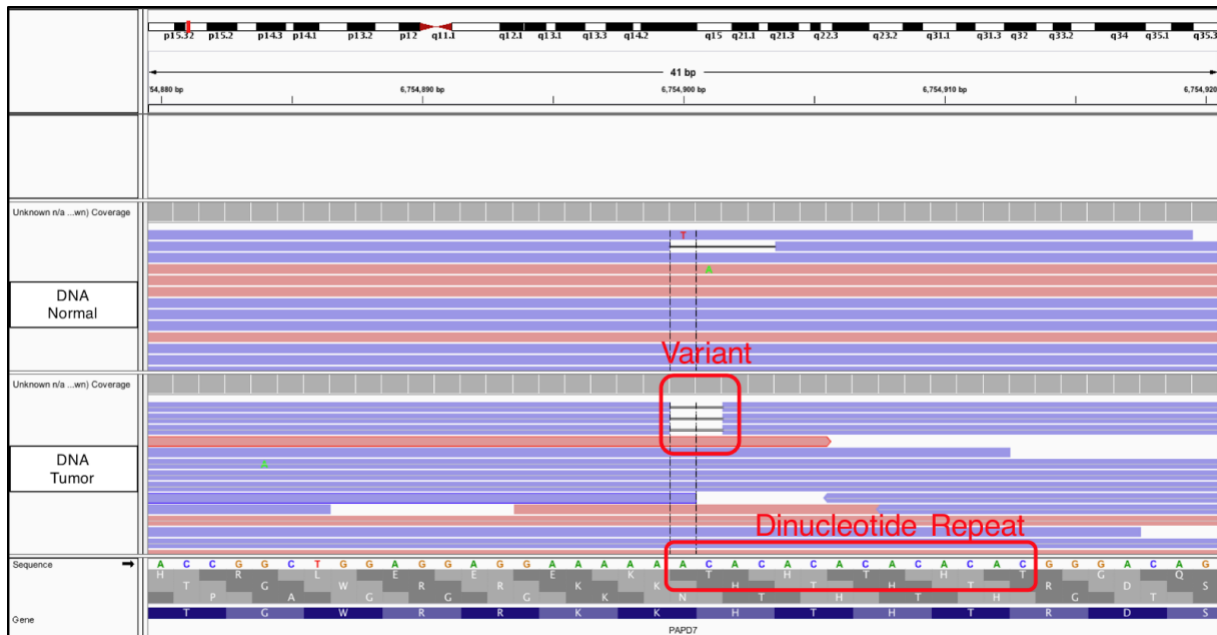 p15.32 p15.2 p14.3 p14.1 p13.2 p12 q11.1 q12.1 q13.1 q13.3 q14.2 q15 q21.1 q21.3 q22.3 q23.2 q31.1 q31.3 q32 q33.2 q34 q35.1 q35.3
41 bp
54,880 bp 6,754,890 bp 6,754,900 bp 6,754,910 bp 6,754,920
Unknown n/a ...wn) Coverage
T
DNA
Normal
Variant
Unknown n/a ...wn) Coverage
DNA
Tumor
Dinucleotide Repeat
Sequence A C C G G C T G G A G G A G G A A A A A A C A C A C A C A C A C A C G G G A C A G
H R L E E E K T H T H T G Q
T G W R R K K H T H T R D S
P A G G R G K N T H T H G T
Gene T G W R R K K H T H T R D S
PAPD7